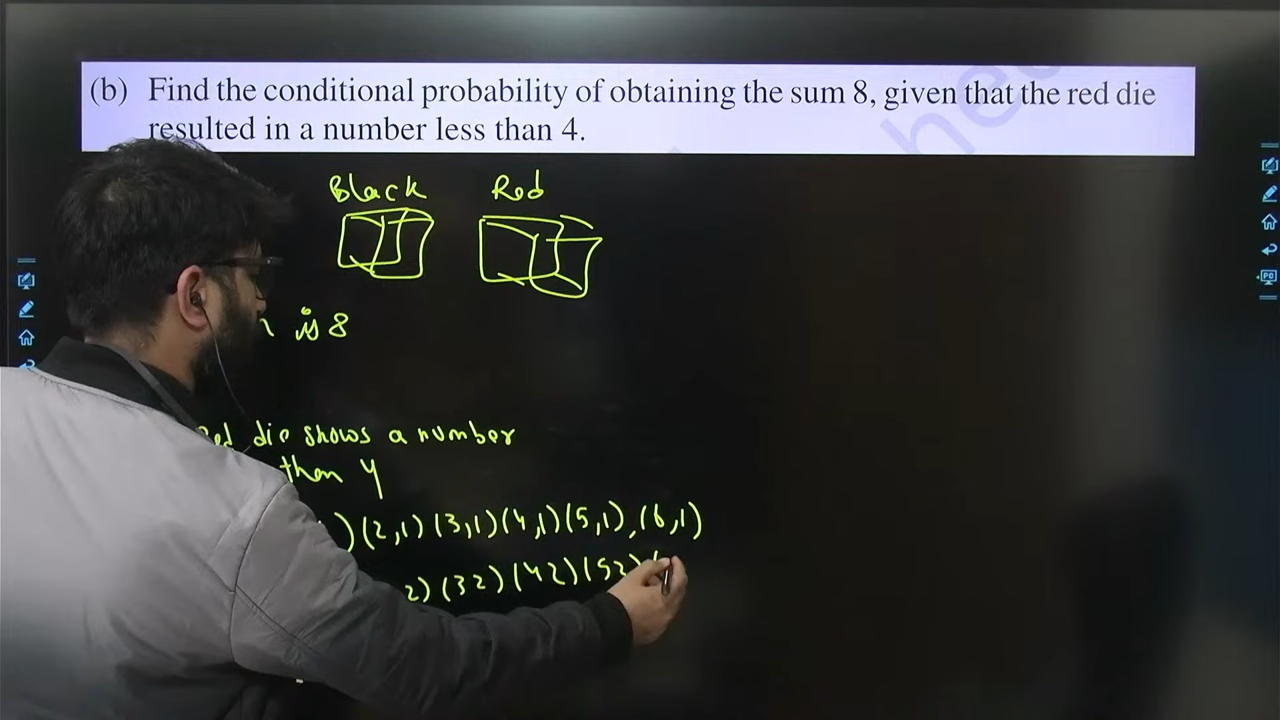 (b) Find the conditional probability of obtaining the sum 8, given that the red die
resulted in a number less than 4.
Black Red
is 8
die shows a number
than 4
)(2,1)(3,1)(4,1)(5,1),(6,1)
2)(32)(42)(52)(